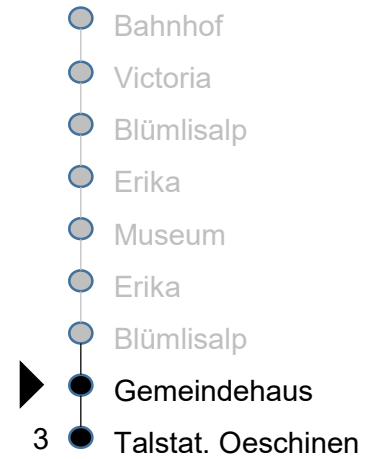 Bahnhof
Victoria
Blümlisalp
Erika
Museum
Erika
Blümlisalp
Gemeindehaus
3 Talstat. Oeschinen